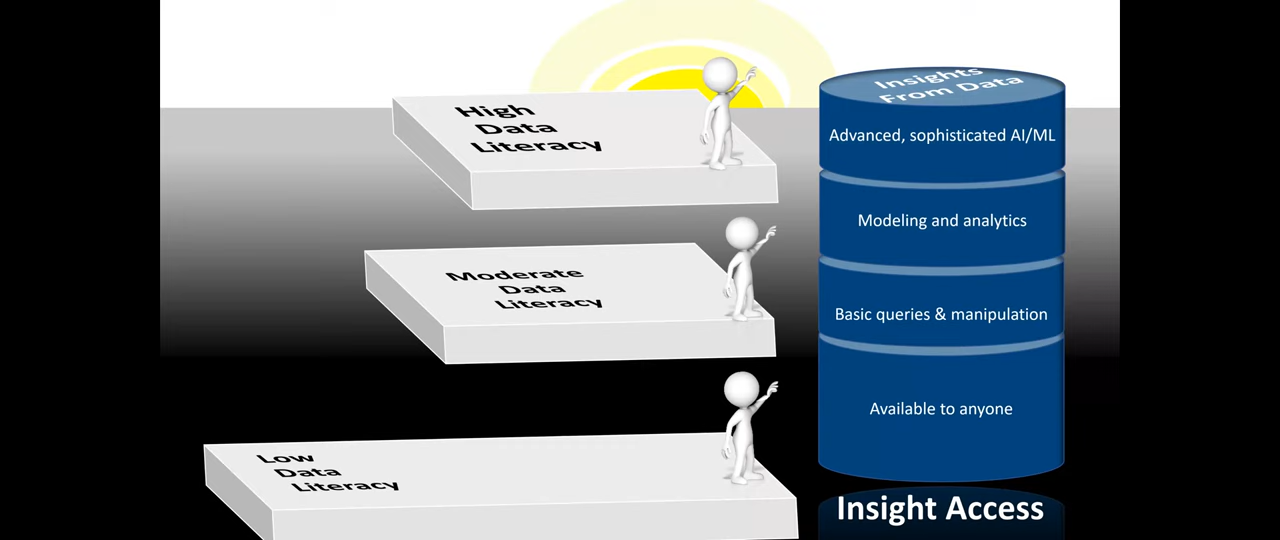 High
Data
Literacy
Moderate
Data
Literacy
Low
Data
Literacy
Insights
From Data
Advanced, sophisticated AI/ML
Modeling and analytics
Basic queries & manipulation
Available to anyone
Insight Access